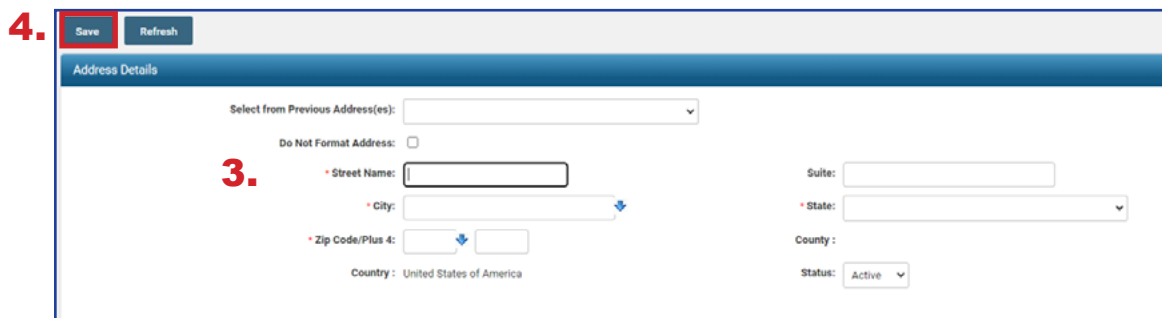 4. Save Refresh
Address Details
Select from Previous Address(es):
Do Not Format Address:
3. * Street Name: Suite:
* City: * State:
* Zip Code/Plus 4: County :
Country : United States of America Status: Active